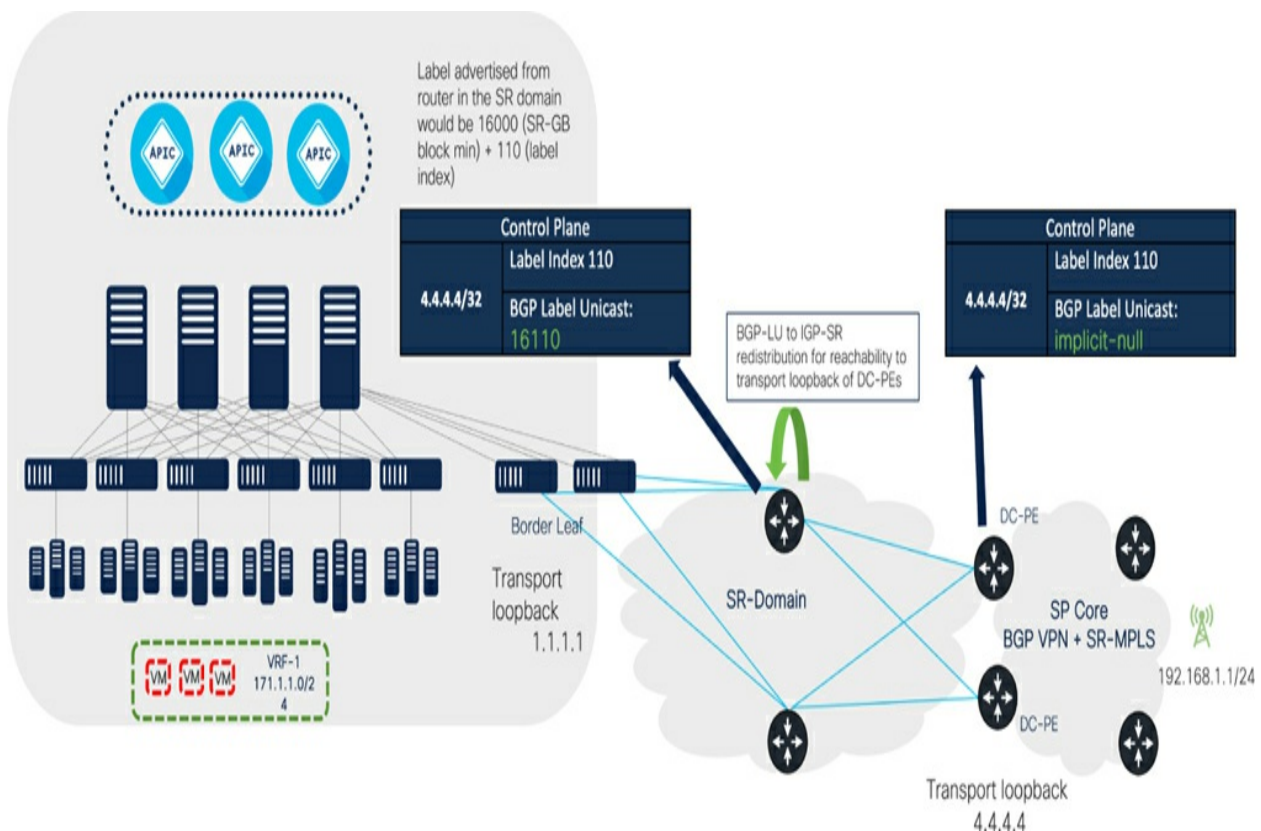 Label advertised from
router in the SR domain
would be 16000 (SR-GB
block min) + 110 (label
index)
APIC
APIC
APIC
Control Plane
4.4.4.4/32
Label Index 110
BGP Label Unicast:
16110
BGP-LU to IGP-SR
redistribution for reachability to
transport loopback of DC-PEs
Control Plane
4.4.4.4/32
Label Index 110
BGP Label Unicast:
implicit-null
Border Leaf
Transport
loopback
1.1.1.1
SR-Domain
DC-PE
SP Core
BGP VPN + SR-MPLS
192.168.1.1/24
DC-PE
Transport loopback
4.4.4.4
VM
VM
VM
VRF-1
171.1.1.0/2
4